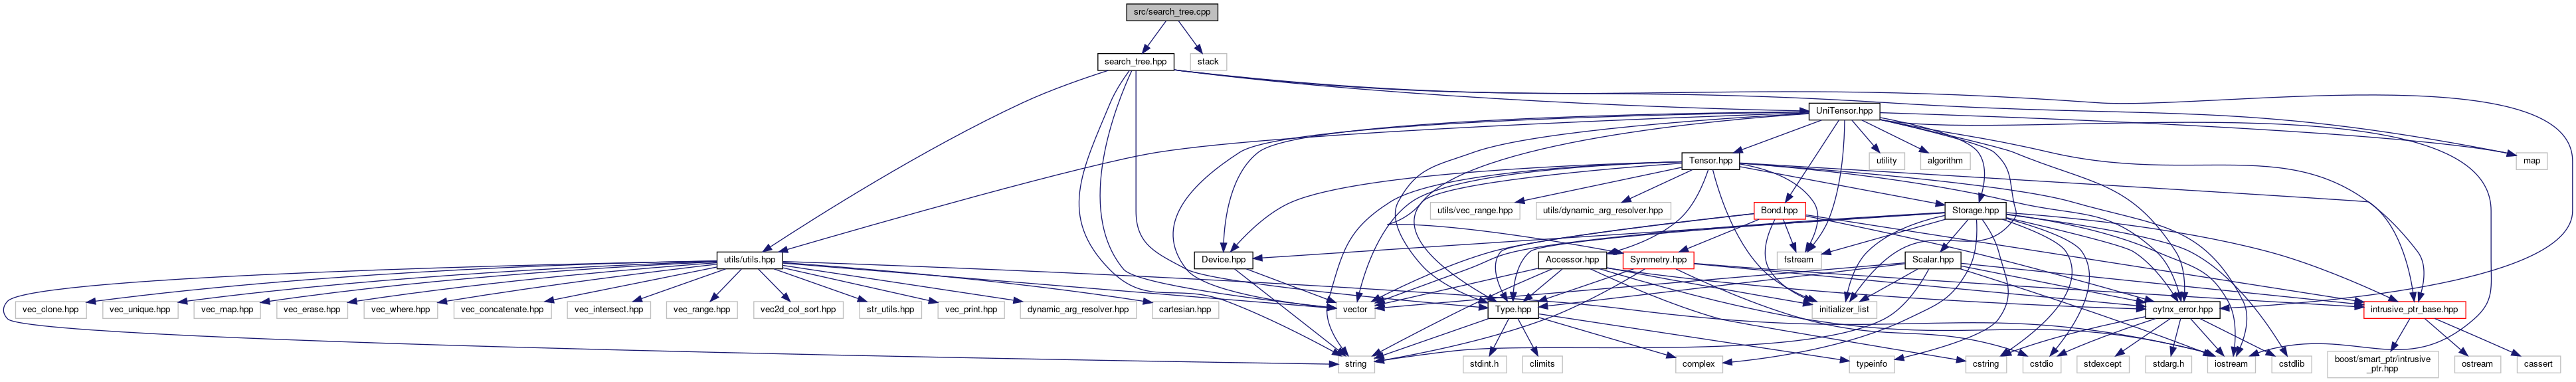 src/search_tree.cpp
search_tree.hpp
stack
UniTensor.hpp
Tensor.hpp
utility
algorithm
map
utils/vec_range.hpp
utils/dynamic_arg_resolver.hpp
Bond.hpp
Storage.hpp
utils/utils.hpp
Device.hpp
Accessor.hpp
Symmetry.hpp
fstream
Scalar.hpp
vec_clone.hpp
vec_unique.hpp
vec_map.hpp
vec_erase.hpp
vec_where.hpp
vec_concatenate.hpp
vec_intersect.hpp
vec_range.hpp
vec2d_col_sort.hpp
str_utils.hpp
vec_print.hpp
dynamic_arg_resolver.hpp
cartesian.hpp
vector
Type.hpp
initializer_list
cytnx_error.hpp
intrusive_ptr_base.hpp
string
stdint.h
climits
complex
typeinfo
cstring
cstdio
stdexcept
stdarg.h
iostream
cstdlib
boost/smart_ptr/intrusive
_ptr.hpp
ostream
cassert